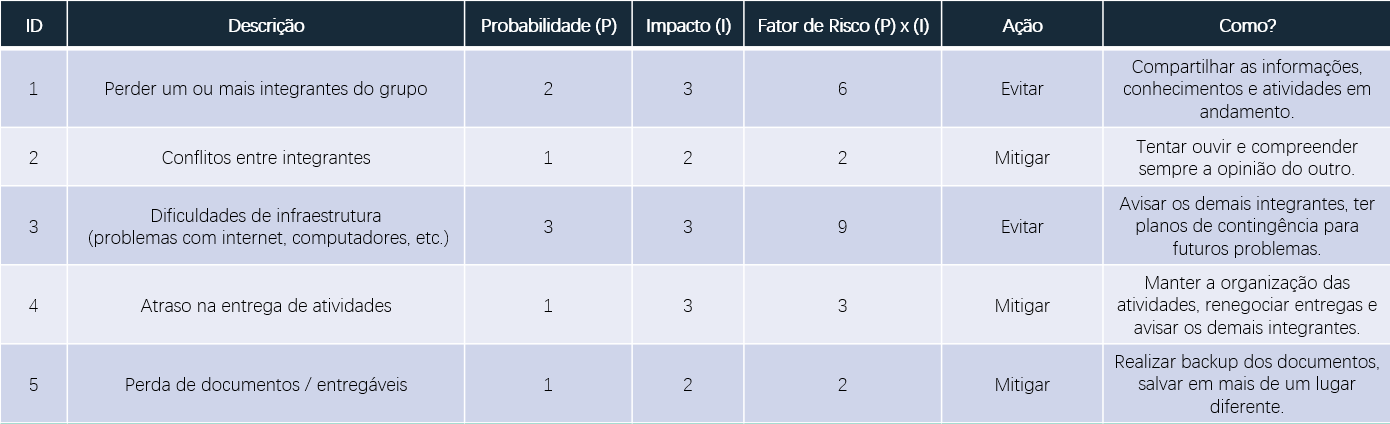 ID Descrição Probabilidade (P) Impacto (I) Fator de Risco (P) x (I) Ação Como?
1 Perder um ou mais integrantes do grupo 2 3 6 Evitar Compartilhar as informações,
conhecimentos e atividades em
andamento.
2 Conflitos entre integrantes 1 2 2 Mitigar Tentar ouvir e compreender
sempre a opinião do outro.
3 Dificuldades de infraestrutura
(problemas com internet, computadores, etc.) 3 3 9 Evitar Avisar os demais integrantes, ter
planos de contingência para
futuros problemas.
4 Atraso na entrega de atividades 1 3 3 Mitigar Manter a organização das
atividades, renegociar entregas e
avisar os demais integrantes.
5 Perda de documentos / entregáveis 1 2 2 Mitigar Realizar backup dos documentos,
salvar em mais de um lugar
diferente.